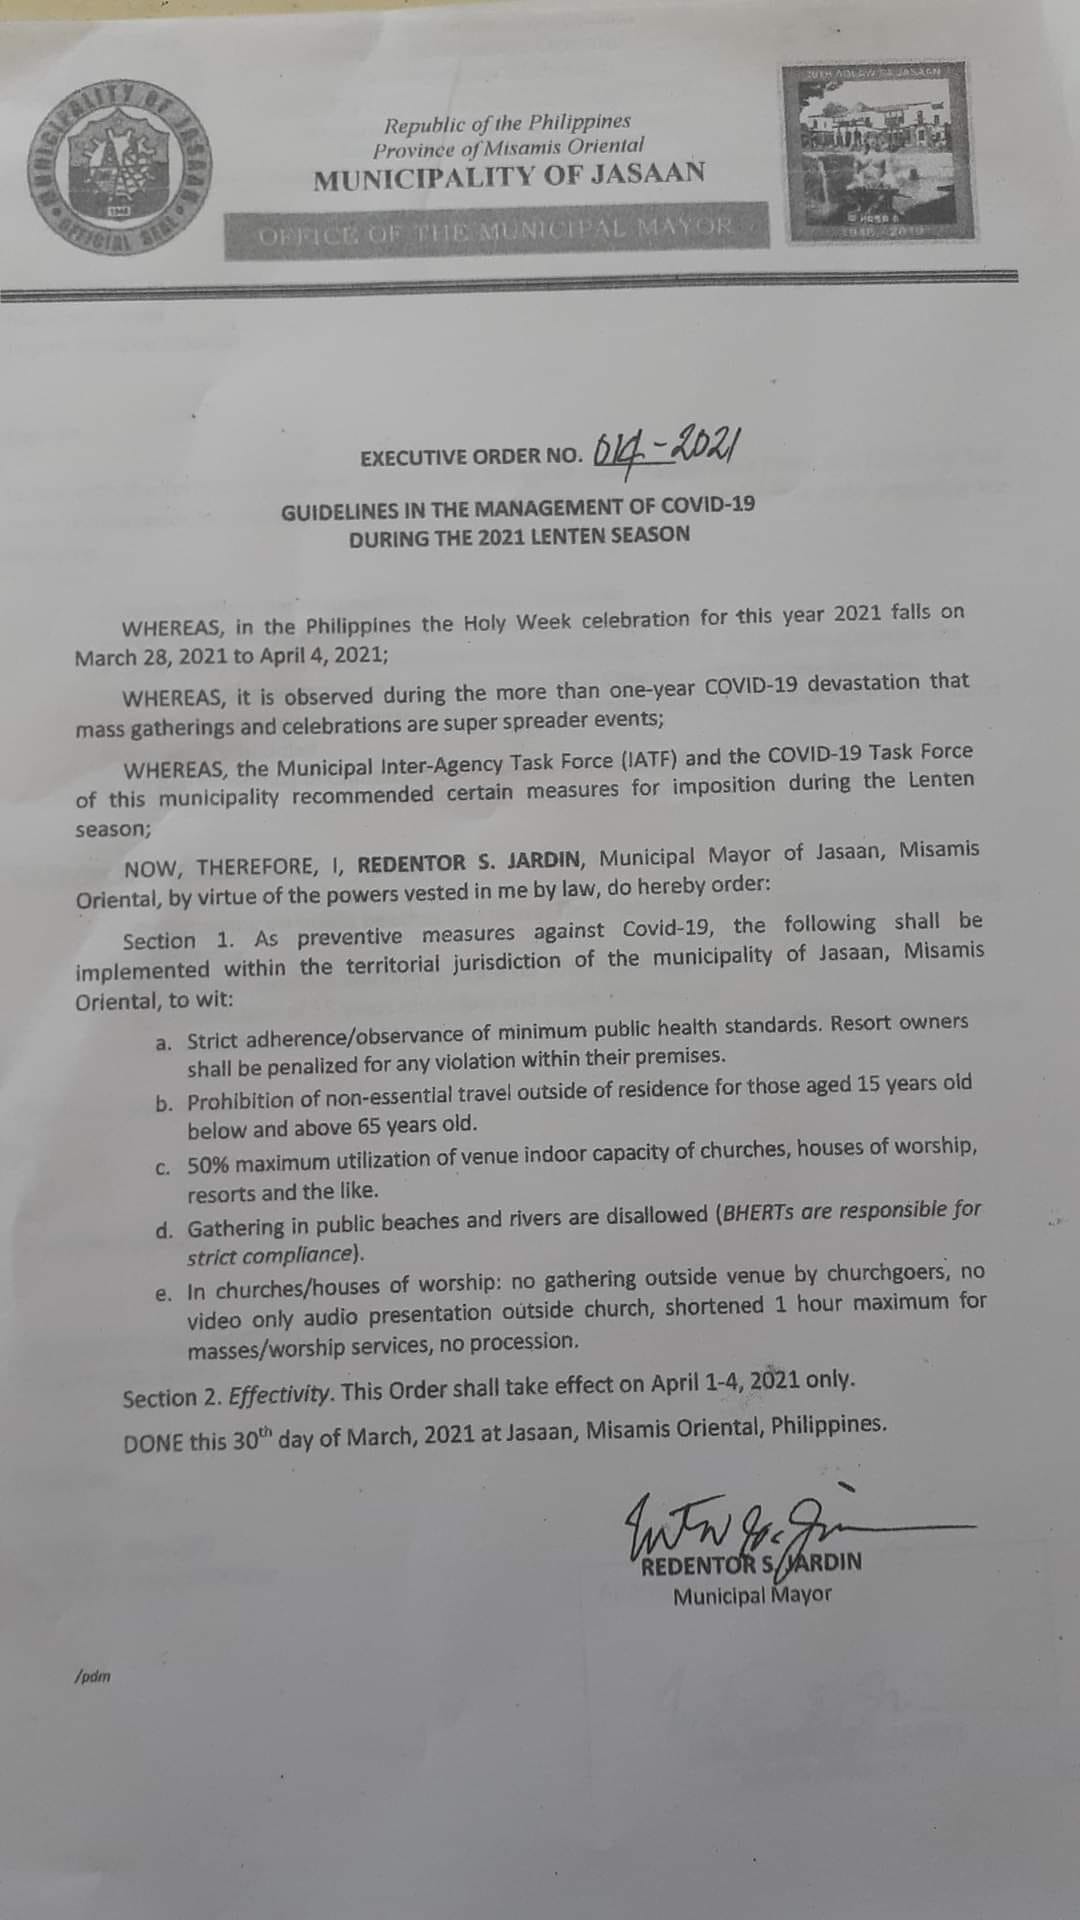 MUNICIPALITY OF JASAAN
1948
OFFICIAL SEAL
Republic of the Philippines
Province of Misamis Oriental
MUNICIPALITY OF JASAAN
OFFICE OF THE MUNICIPAL MAYOR
JASAAN
1948 - 2019
EXECUTIVE ORDER NO. 014-2021
GUIDELINES IN THE MANAGEMENT OF COVID-19
DURING THE 2021 LENTEN SEASON
WHEREAS, in the Philippines the Holy Week celebration for this year 2021 falls on
March 28, 2021 to April 4, 2021;
WHEREAS, it is observed during the more than one-year COVID-19 devastation that
mass gatherings and celebrations are super spreader events;
WHEREAS, the Municipal Inter-Agency Task Force (IATF) and the COVID-19 Task Force
of this municipality recommended certain measures for imposition during the Lenten
season;
NOW, THEREFORE, I, REDENTOR S. JARDIN, Municipal Mayor of Jasaan, Misamis
Oriental, by virtue of the powers vested in me by law, do hereby order:
Section 1. As preventive measures against Covid-19, the following shall be
implemented within the territorial jurisdiction of the municipality of Jasaan, Misamis
Oriental, to wit:
a. Strict adherence/observance of minimum public health standards. Resort owners
shall be penalized for any violation within their premises.
b. Prohibition of non-essential travel outside of residence for those aged 15 years old
below and above 65 years old.
c. 50% maximum utilization of venue indoor capacity of churches, houses of worship,
resorts and the like.
d. Gathering in public beaches and rivers are disallowed (BHERTs are responsible for
strict compliance).
e. In churches/houses of worship: no gathering outside venue by churchgoers, no
video only audio presentation outside church, shortened 1 hour maximum for
masses/worship services, no procession.
Section 2. Effectivity. This Order shall take effect on April 1-4, 2021 only.
DONE this 30th day of March, 2021 at Jasaan, Misamis Oriental, Philippines.
REDENTOR S. JARDIN
Municipal Mayor
/pdm